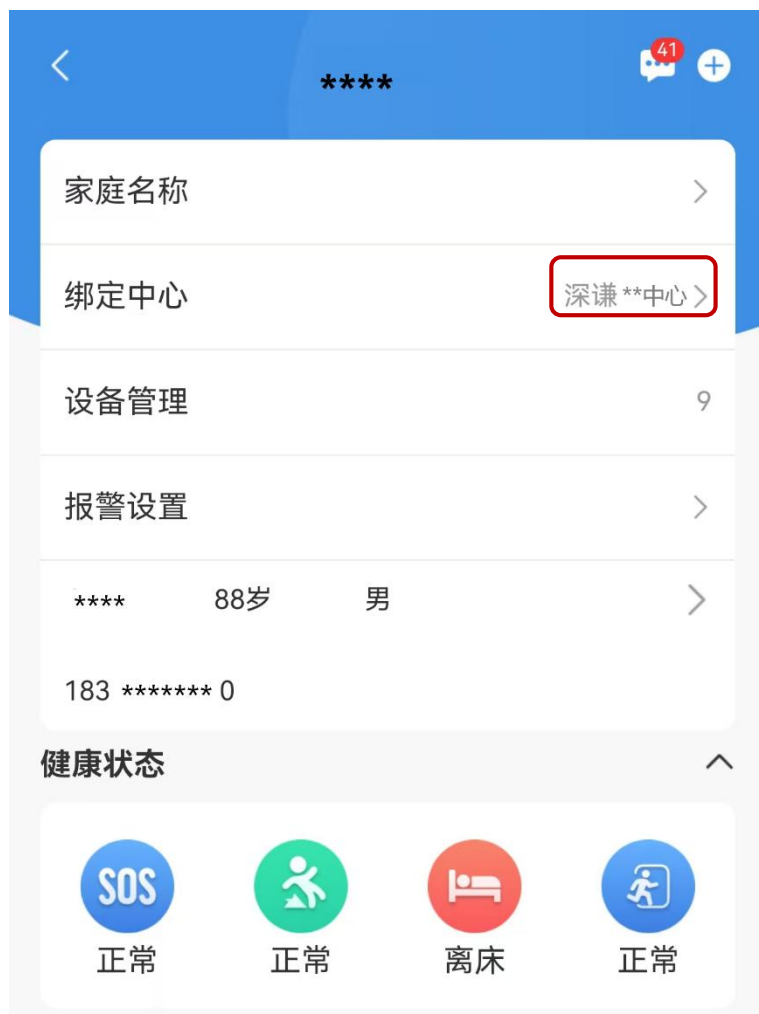 41
****
家庭名称
绑定中心 深谦**中心
设备管理 9
报警设置
**** 88岁 男
183 ******* 0
健康状态
SOS
正常 正常 离床 正常